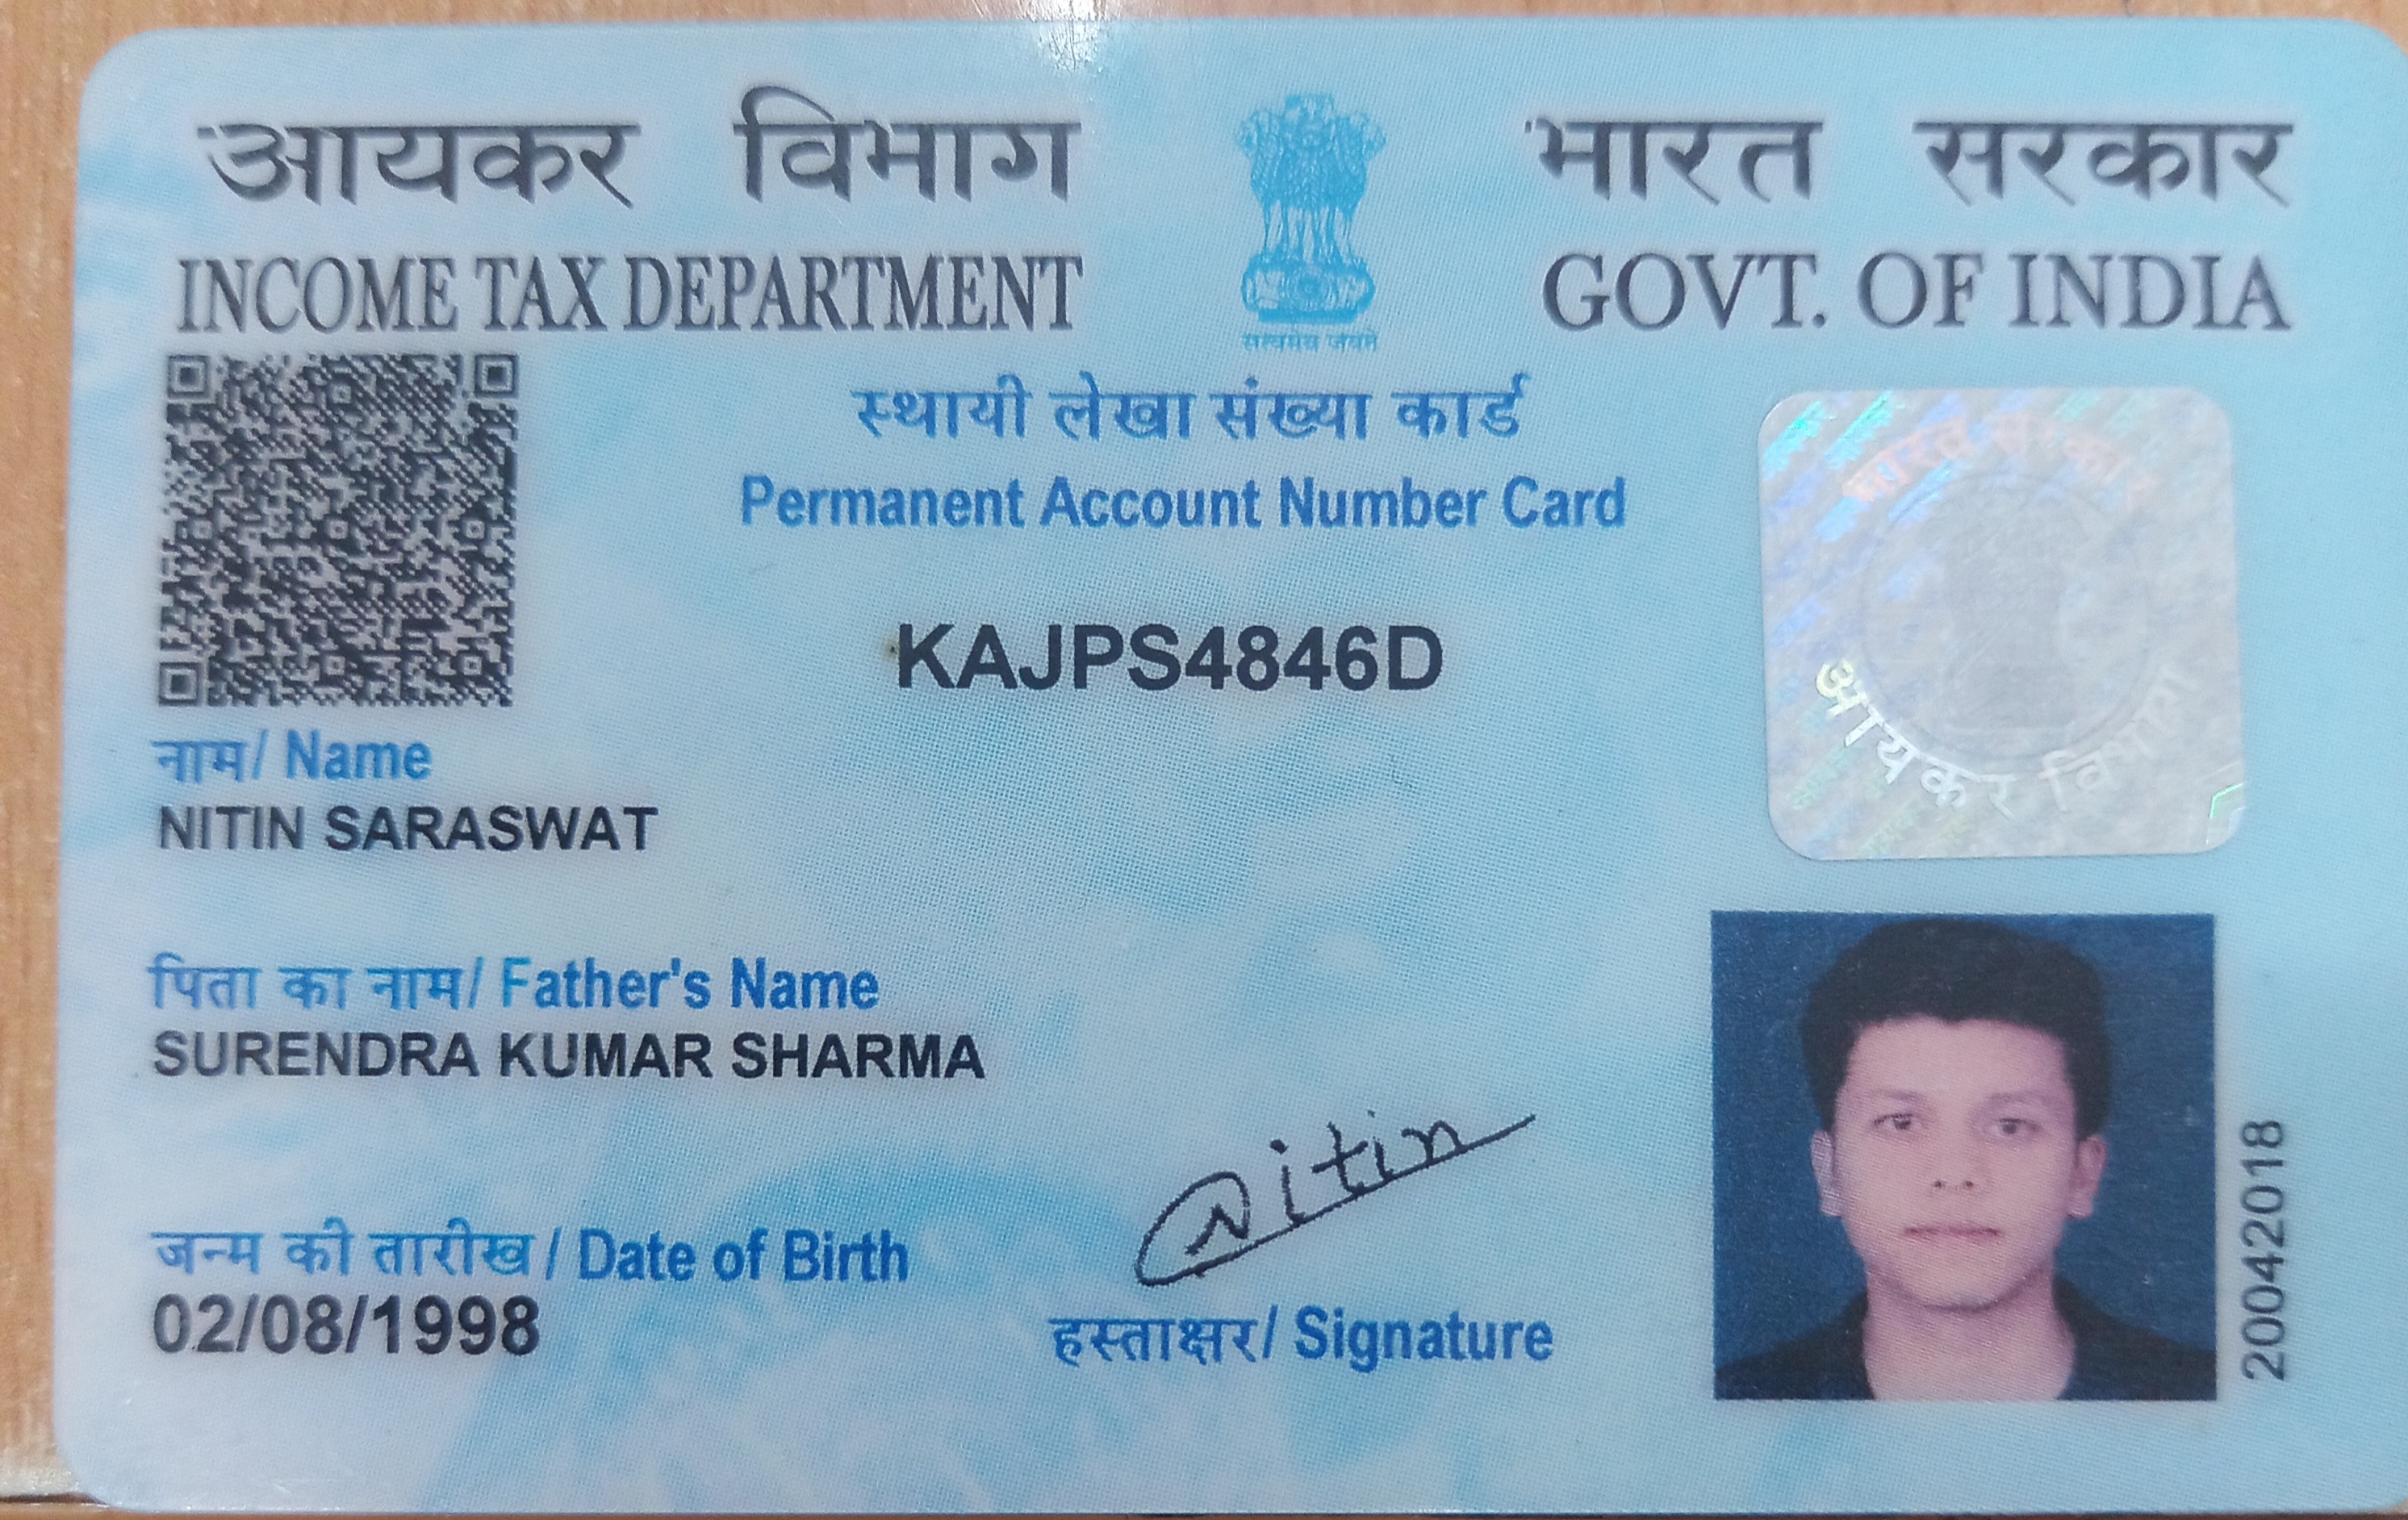 आयकर विभाग
INCOME TAX DEPARTMENT
भारत सरकार
GOVT. OF INDIA
सत्यमेव जयते
स्थायी लेखा संख्या कार्ड
Permanent Account Number Card
KAJPS4846D
भारत सरकार
आयकर विभाग
नाम/ Name
NITIN SARASWAT
पिता का नाम/ Father's Name
SURENDRA KUMAR SHARMA
जन्म की तारीख/ Date of Birth
02/08/1998
Nitin
हस्ताक्षर/ Signature
20042018